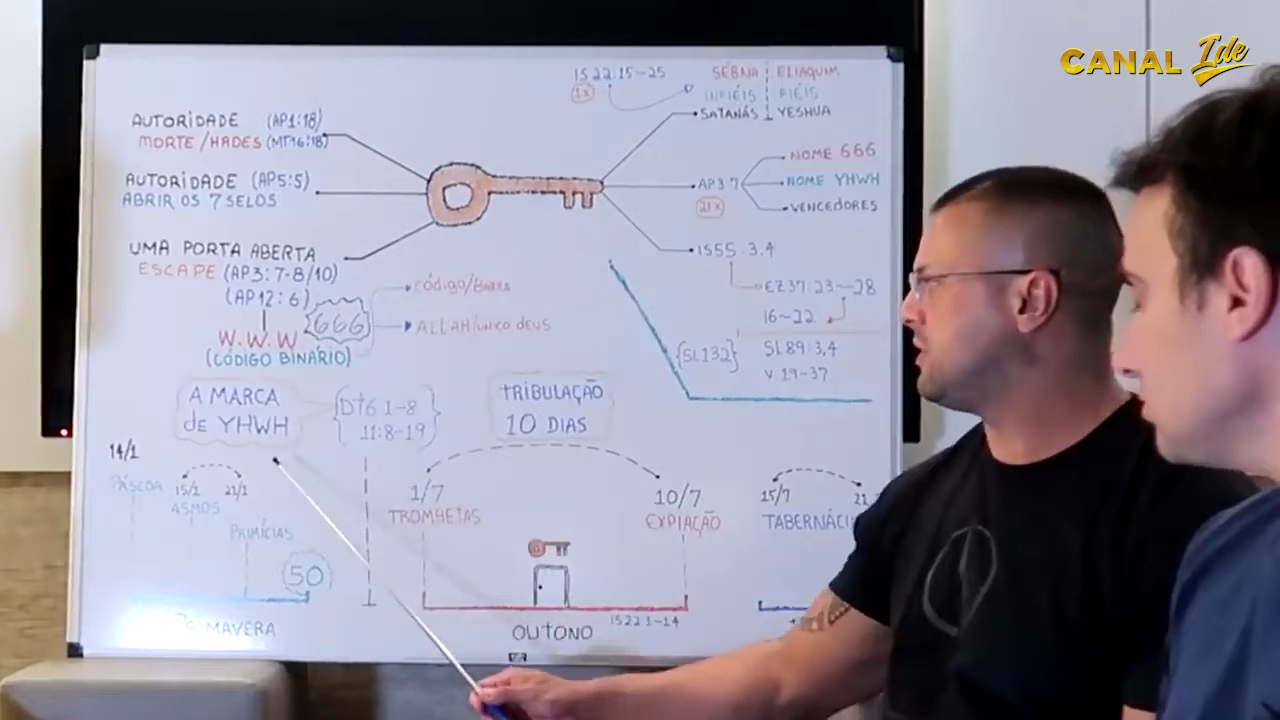 CANAL Ide
IS 22.15-25
1x
SÉBNA ELIAQUIM
INFIÉIS FIÉIS
SATANÁS YESHUA
AUTORIDADE (AP1:18)
MORTE/HADES (MT16:18)
AUTORIDADE (AP5:5)
ABRIR OS 7 SELOS
UMA PORTA ABERTA
ESCAPE (AP3:7-8/10)
(AP12:6)
W.W.W
(CÓDIGO BINÁRIO)
666
CÓDIGO/BARRA
ALLAH/ÚNICO DEUS
AP3.7
NOME 666
NOME YHWH
VENCEDORES
IS55.3,4
EZ37:23-28
16-22
{SL132}
SL89:3,4
V.19-37
A MARCA
de YHWH
{Dt6.1-8
11:8-19}
TRIBULAÇÃO
10 DIAS
14/1
PÁSCOA
15/1 21/1
ASMOS
PRIMÍCIAS
50
1/7
TROMBETAS
10/7
EXPIAÇÃO
15/7 21
TABERNÁC
OUTONO
IS22 1-14
MAVERA